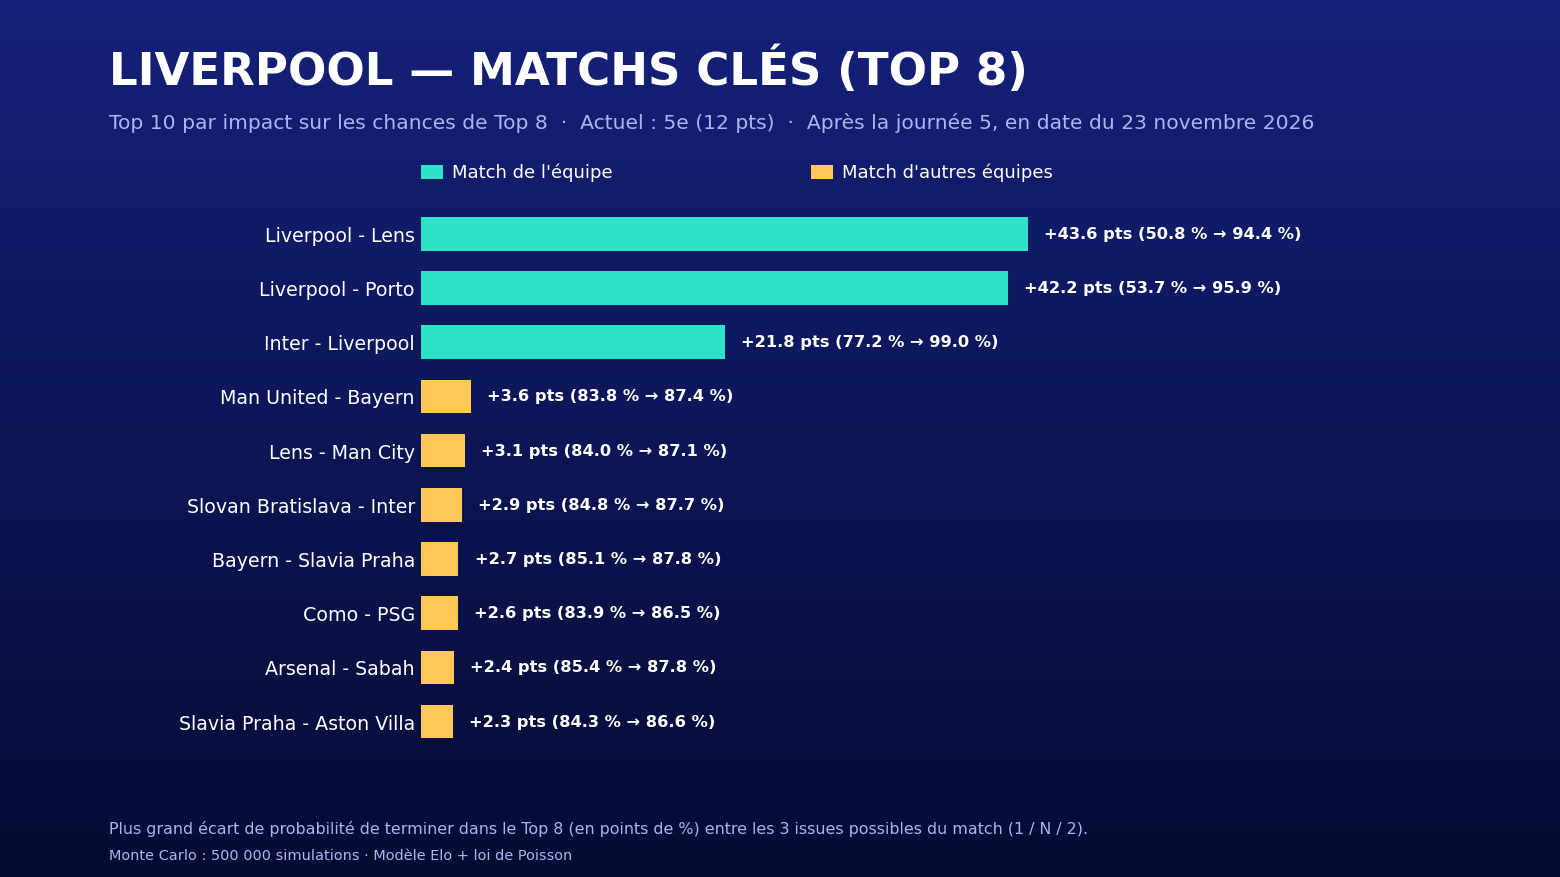 LIVERPOOL — MATCHS CLÉS (TOP 8)
Top 10 par impact sur les chances de Top 8 · Actuel : 5e (12 pts) · Après la journée 5, en date du 23 novembre 2026
Match de l'équipe
Match d'autres équipes
Liverpool - Lens +43.6 pts (50.8 % → 94.4 %)
Liverpool - Porto +42.2 pts (53.7 % → 95.9 %)
Inter - Liverpool +21.8 pts (77.2 % → 99.0 %)
Man United - Bayern +3.6 pts (83.8 % → 87.4 %)
Lens - Man City +3.1 pts (84.0 % → 87.1 %)
Slovan Bratislava - Inter +2.9 pts (84.8 % → 87.7 %)
Bayern - Slavia Praha +2.7 pts (85.1 % → 87.8 %)
Como - PSG +2.6 pts (83.9 % → 86.5 %)
Arsenal - Sabah +2.4 pts (85.4 % → 87.8 %)
Slavia Praha - Aston Villa +2.3 pts (84.3 % → 86.6 %)
Plus grand écart de probabilité de terminer dans le Top 8 (en points de %) entre les 3 issues possibles du match (1 / N / 2).
Monte Carlo : 500 000 simulations · Modèle Elo + loi de Poisson